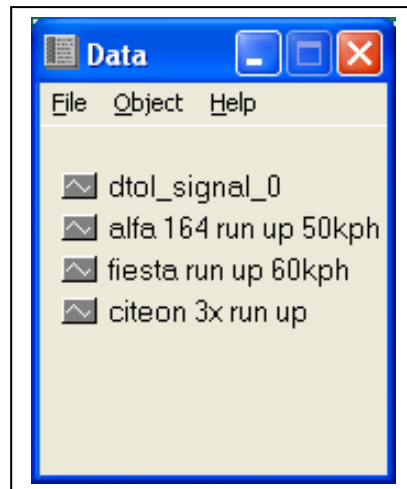 Data
File Object Help
dtol_signal_0
alfa 164 run up 50kph
fiesta run up 60kph
citeon 3x run up